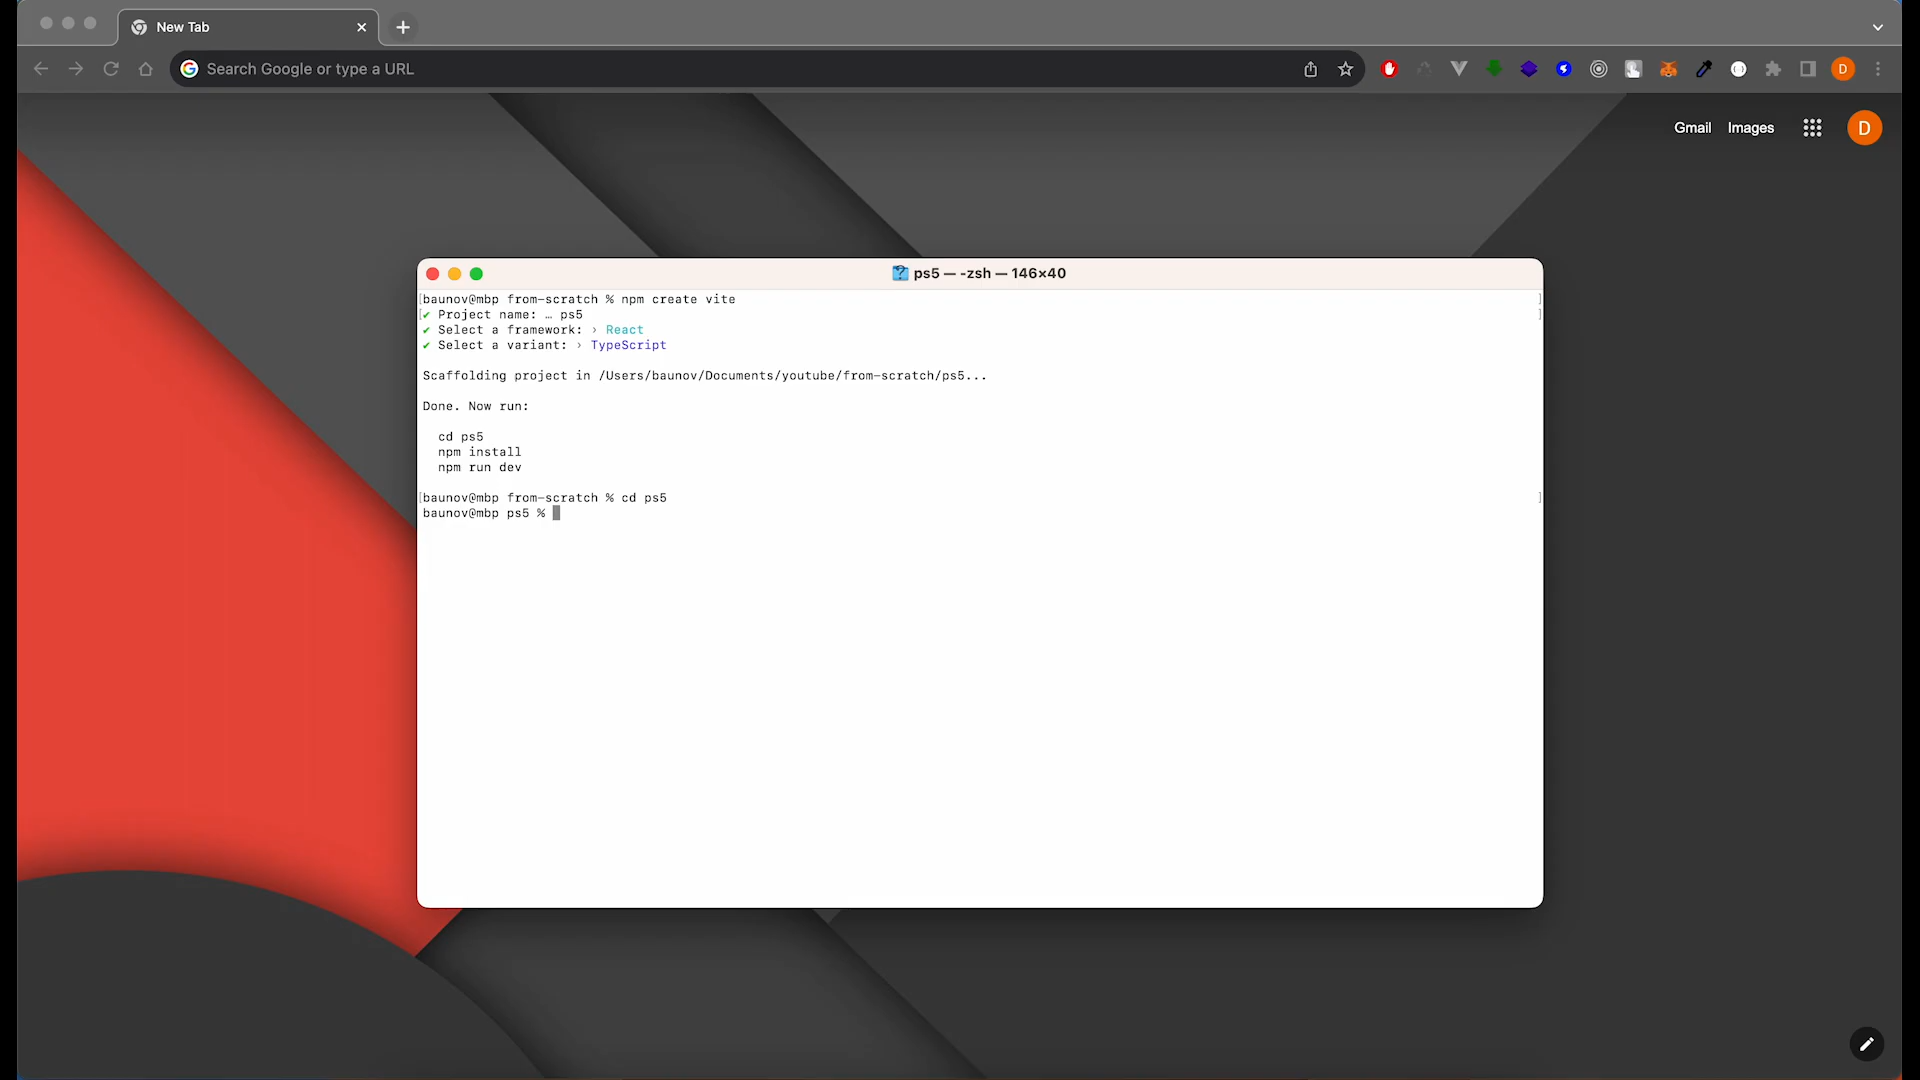 New Tab
Search Google or type a URL
D
Gmail Images
D
ps5 — -zsh — 146×40
baunov@mbp from-scratch % npm create vite
✔ Project name: … ps5
✔ Select a framework: › React
✔ Select a variant: › TypeScript
Scaffolding project in /Users/baunov/Documents/youtube/from-scratch/ps5...
Done. Now run:
cd ps5
npm install
npm run dev
baunov@mbp from-scratch % cd ps5
baunov@mbp ps5 %